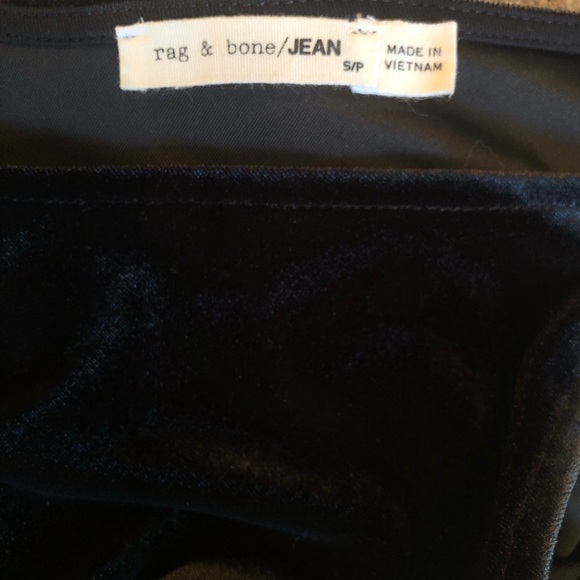 rag & bone/JEAN
S/P
MADE IN
VIETNAM